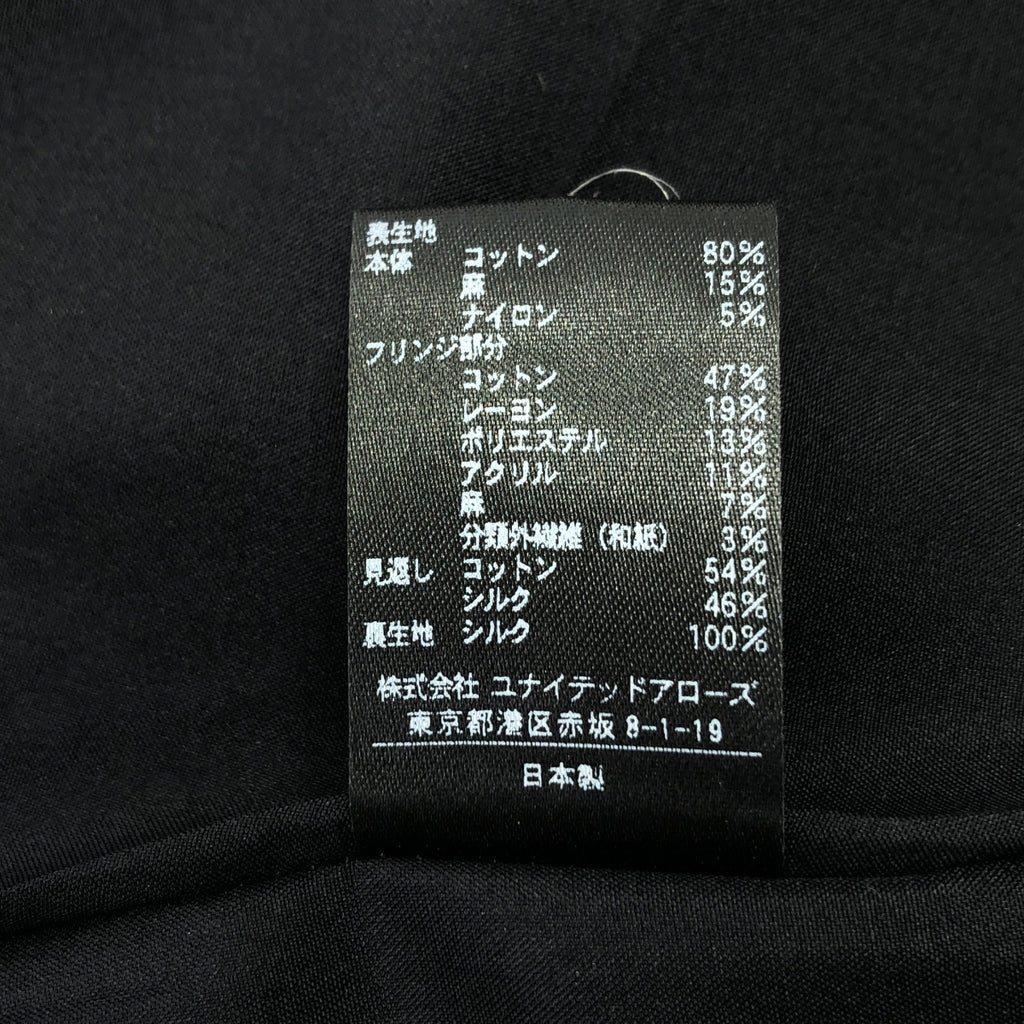 表生地
本体 コットン 80%
麻 15%
ナイロン 5%
フリンジ部分
コットン 47%
レーヨン 19%
ポリエステル 13%
アクリル 11%
麻 7%
分類外繊維（和紙） 3%
見返し コットン 54%
シルク 46%
裏生地 シルク 100%
株式会社 ユナイテッドアローズ
東京都港区赤坂 8-1-19
日本製